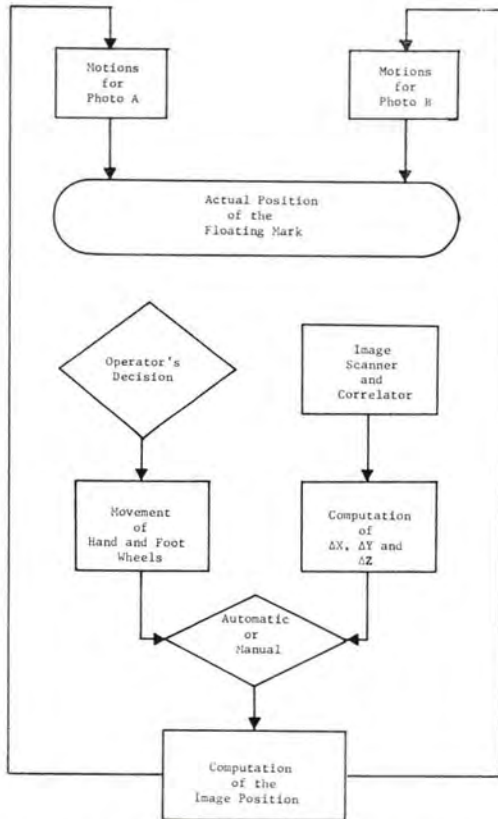 Motions
for
Photo A
Motions
for
Photo B
Actual Position
of the
Floating Mark
Operator's
Decision
Image
Scanner
and
Correlator
Movement
of
Hand and Foot
Wheels
Computation
of
ΔX, ΔY and
ΔZ
Automatic
or
Manual
Computation
of the
Image Position